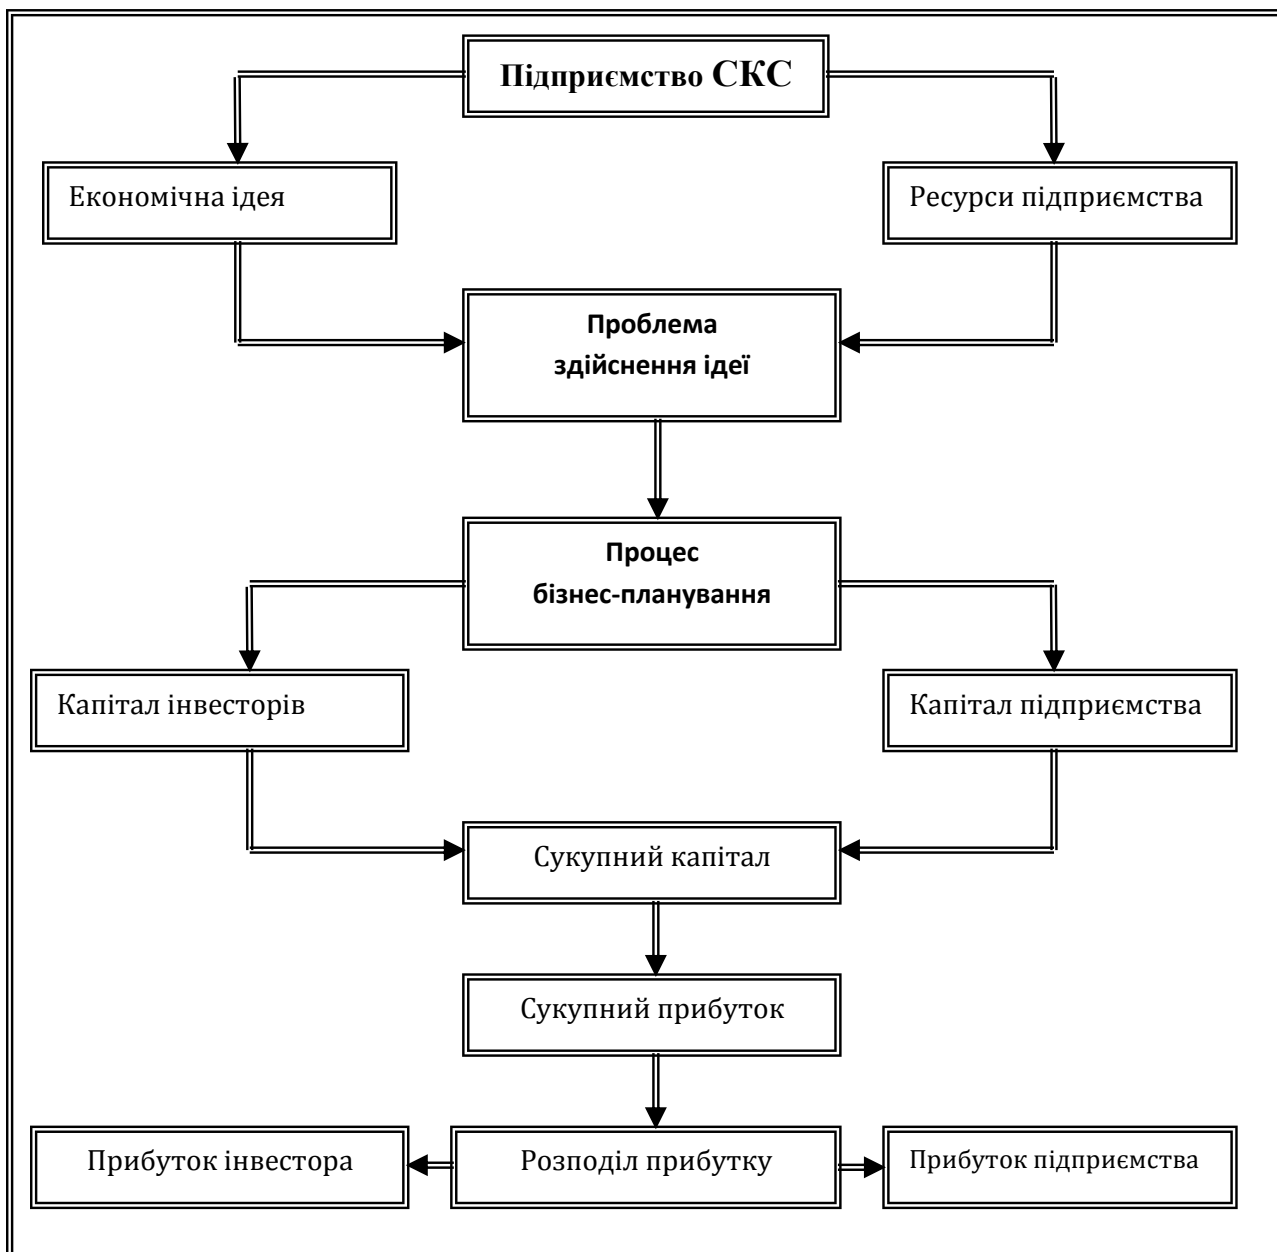 Підприємство СКС
Економічна ідея
Ресурси підприємства
Проблема
здійснення ідеї
Процес
бізнес-планування
Капітал інвесторів
Капітал підприємства
Сукупний капітал
Сукупний прибуток
Прибуток інвестора
Розподіл прибутку
Прибуток підприємства